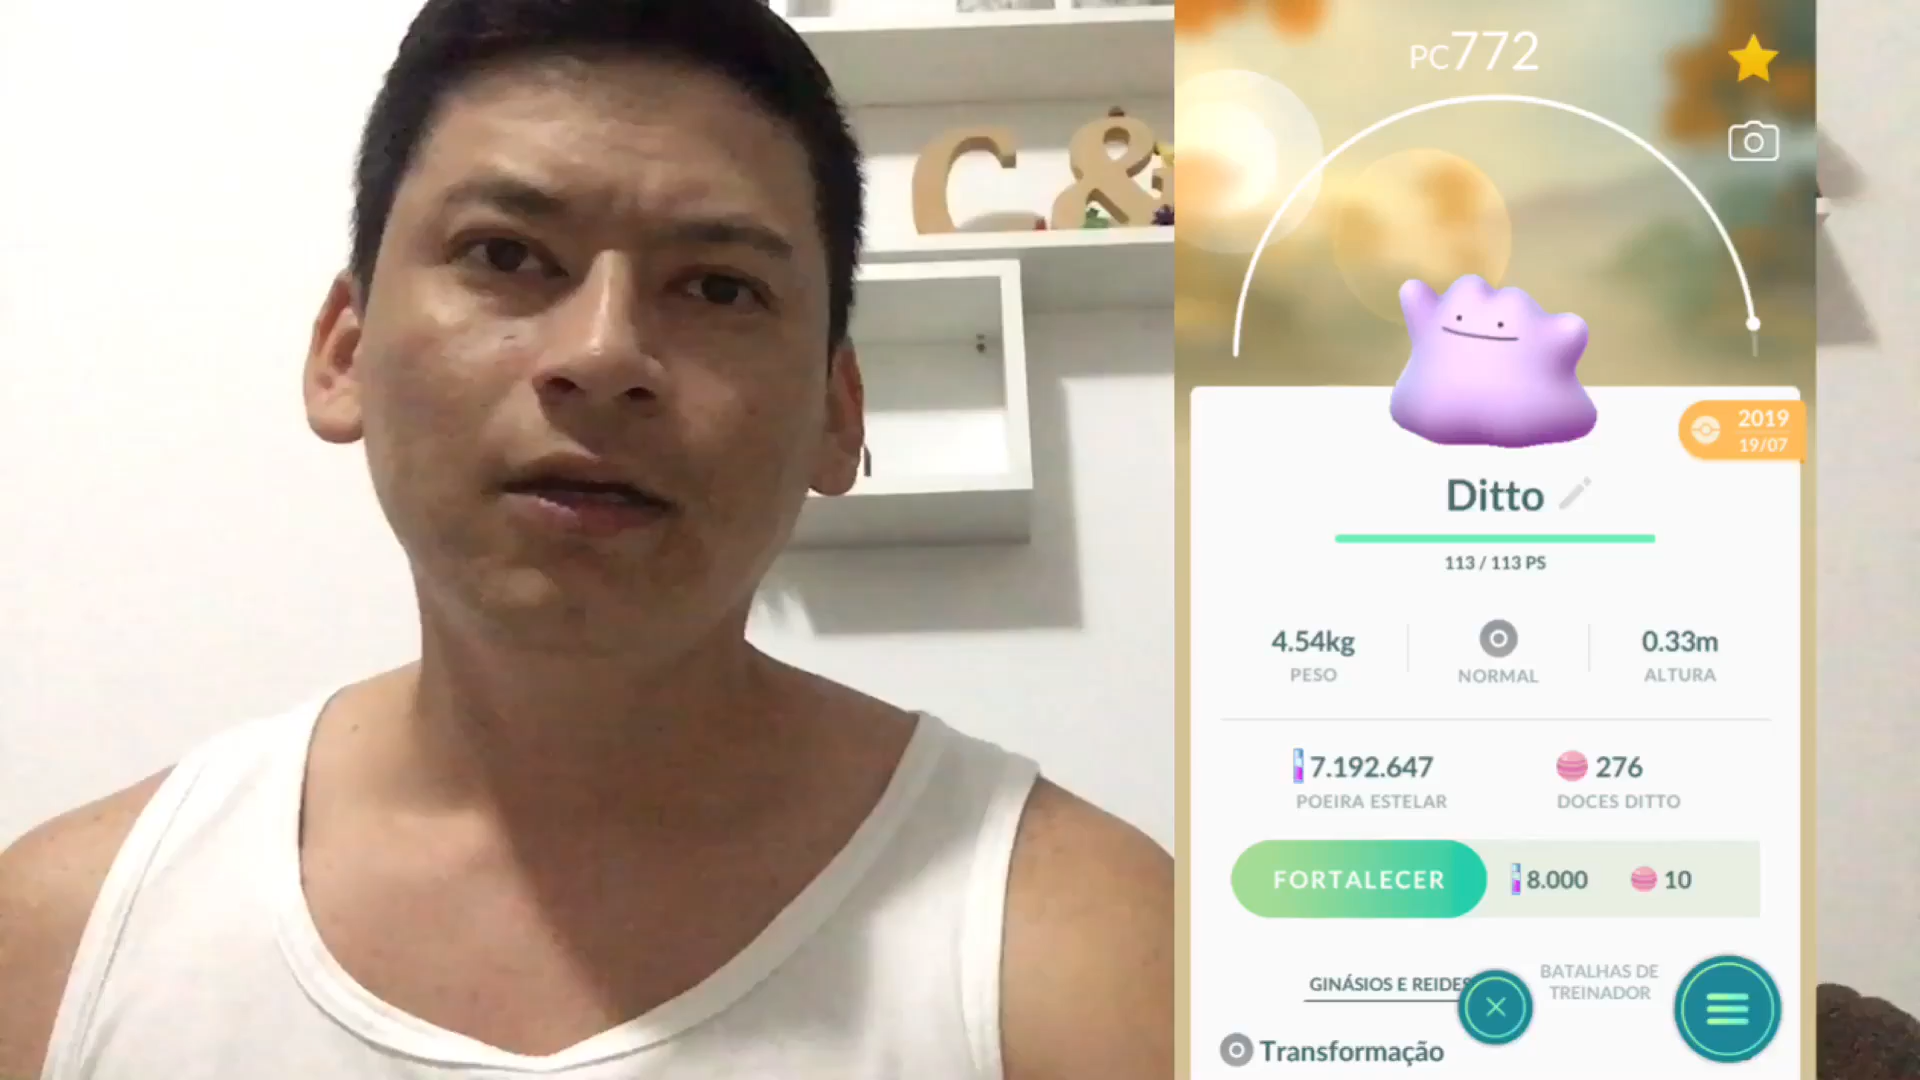 C &
PC772
2019
19/07
Ditto
113 / 113 PS
4.54kg
PESO
NORMAL
0.33m
ALTURA
7.192.647
POEIRA ESTELAR
276
DOCES DITTO
FORTALECER
8.000
10
GINÁSIOS E REIDES
BATALHAS DE
TREINADOR
Transformação